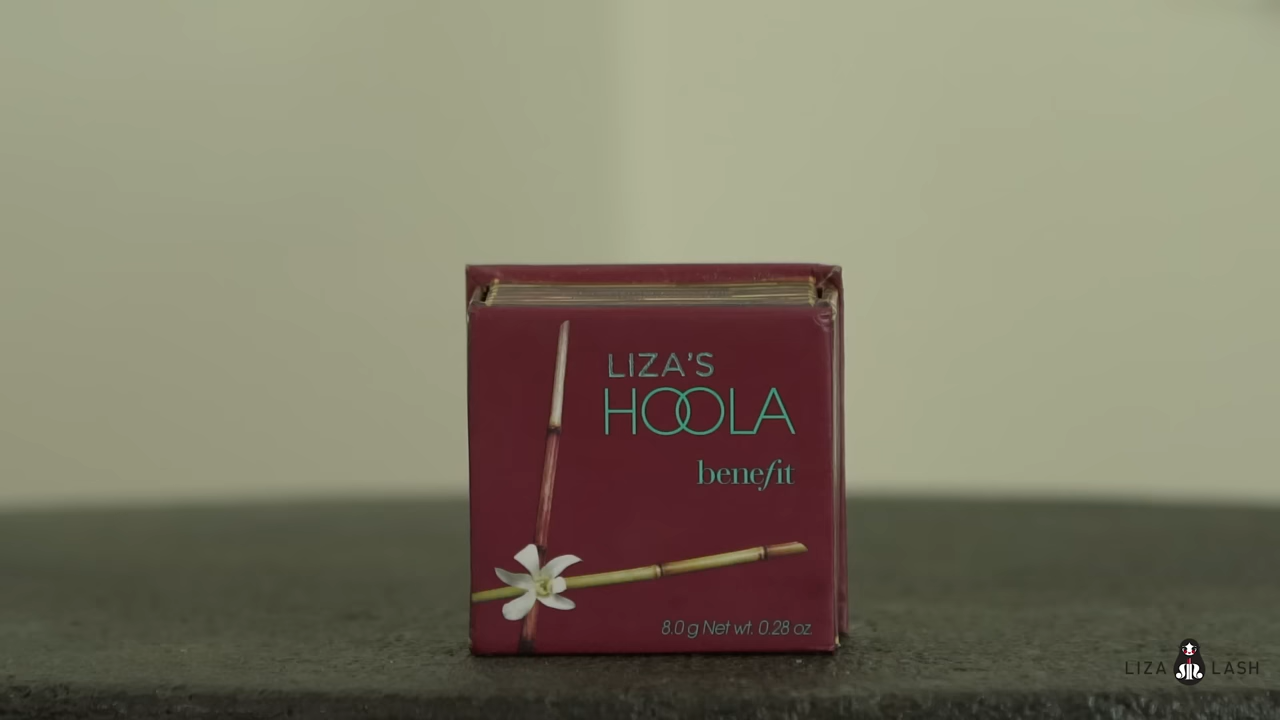 LIZA'S
HOOLA
benefit
8.0 g Net wt. 0.28 oz.
LIZA LASH